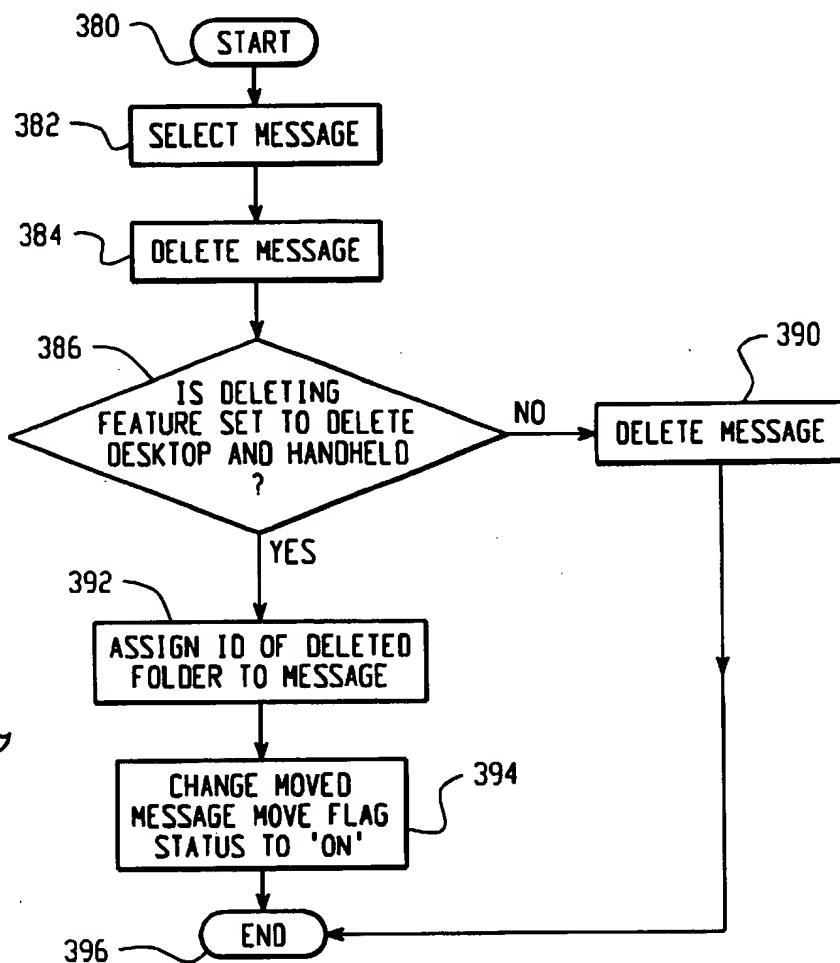 380
START
382
SELECT MESSAGE
384
DELETE MESSAGE
386
IS DELETING
FEATURE SET TO DELETE
DESKTOP AND HANDHELD
?
NO
390
DELETE MESSAGE
YES
392
ASSIGN ID OF DELETED
FOLDER TO MESSAGE
CHANGE MOVED
MESSAGE MOVE FLAG
STATUS TO 'ON'
394
END
396